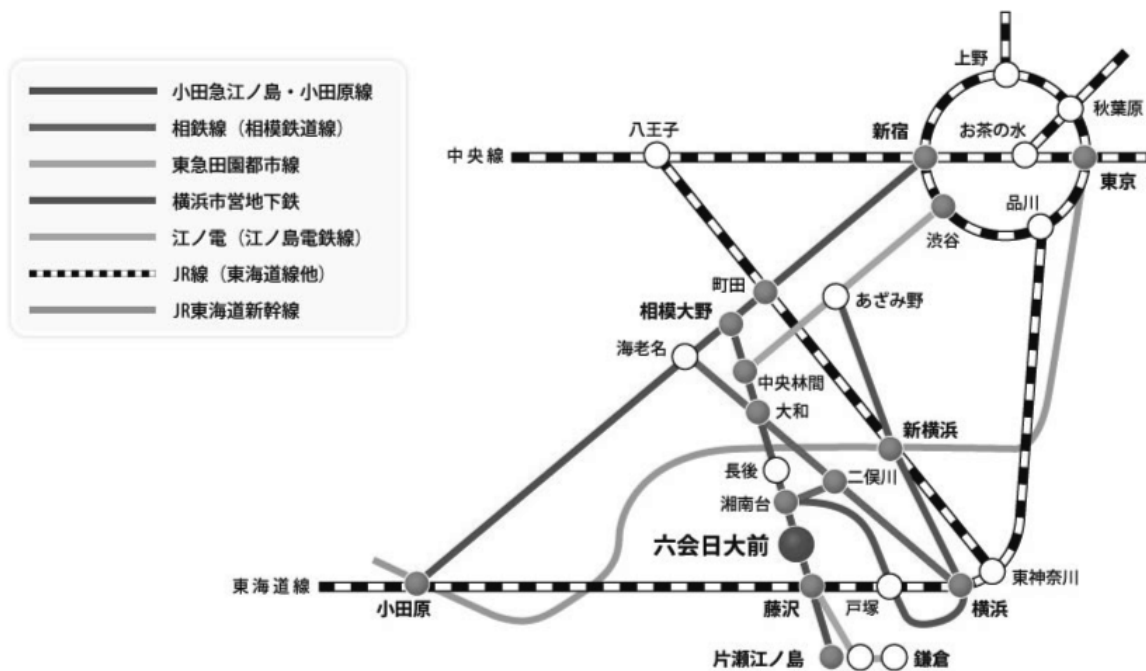 小田急江ノ島・小田原線
相鉄線（相模鉄道線）
東急田園都市線
横浜市営地下鉄
江ノ電（江ノ島電鉄線）
JR線（東海道線他）
JR東海道新幹線
上野
秋葉原
お茶の水
新宿
八王子
中央線
東京
品川
渋谷
町田
あざみ野
相模大野
海老名
中央林間
大和
新横浜
長後
二俣川
湘南台
六会日大前
東神奈川
東海道線
小田原
藤沢
戸塚
横浜
片瀬江ノ島
鎌倉